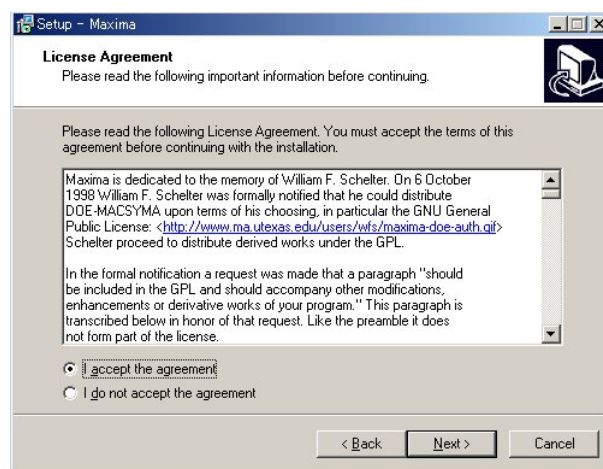 Setup - Maxima
License Agreement
Please read the following important information before continuing.
Please read the following License Agreement. You must accept the terms of this
agreement before continuing with the installation.
Maxima is dedicated to the memory of William F. Schelter. On 6 October
1998 William F. Schelter was formally notified that he could distribute
DOE-MACSYMA upon terms of his choosing, in particular the GNU General
Public License: <http://www.ma.utexas.edu/users/wfs/maxima-doe-auth.gif>
Schelter proceed to distribute derived works under the GPL.
In the formal notification a request was made that a paragraph "should
be included in the GPL and should accompany other modifications,
enhancements or derivative works of your program." This paragraph is
transcribed below in honor of that request. Like the preamble it does
not form part of the license.
I accept the agreement
I do not accept the agreement
< Back
Next >
Cancel